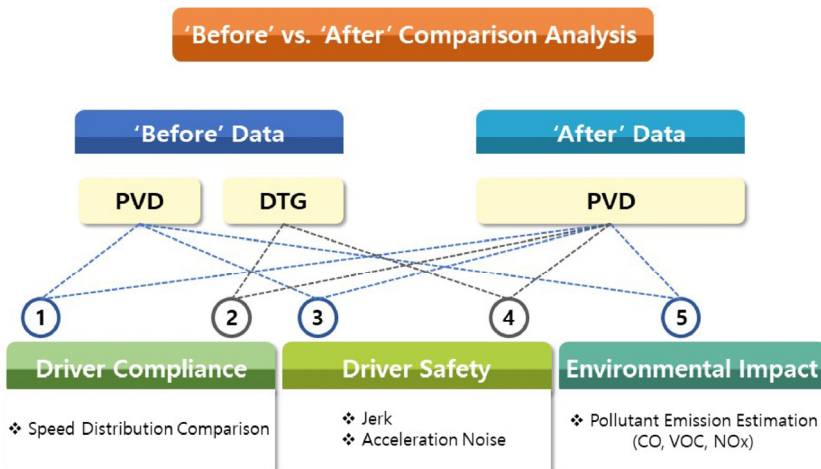 ‘Before’ vs. ‘After’ Comparison Analysis
‘Before’ Data
‘After’ Data
PVD
DTG
PVD
1
2
3
4
5
Driver Compliance
Driver Safety
Environmental Impact
❖ Speed Distribution Comparison
❖ Jerk
❖ Acceleration Noise
❖ Pollutant Emission Estimation
(CO, VOC, NOx)